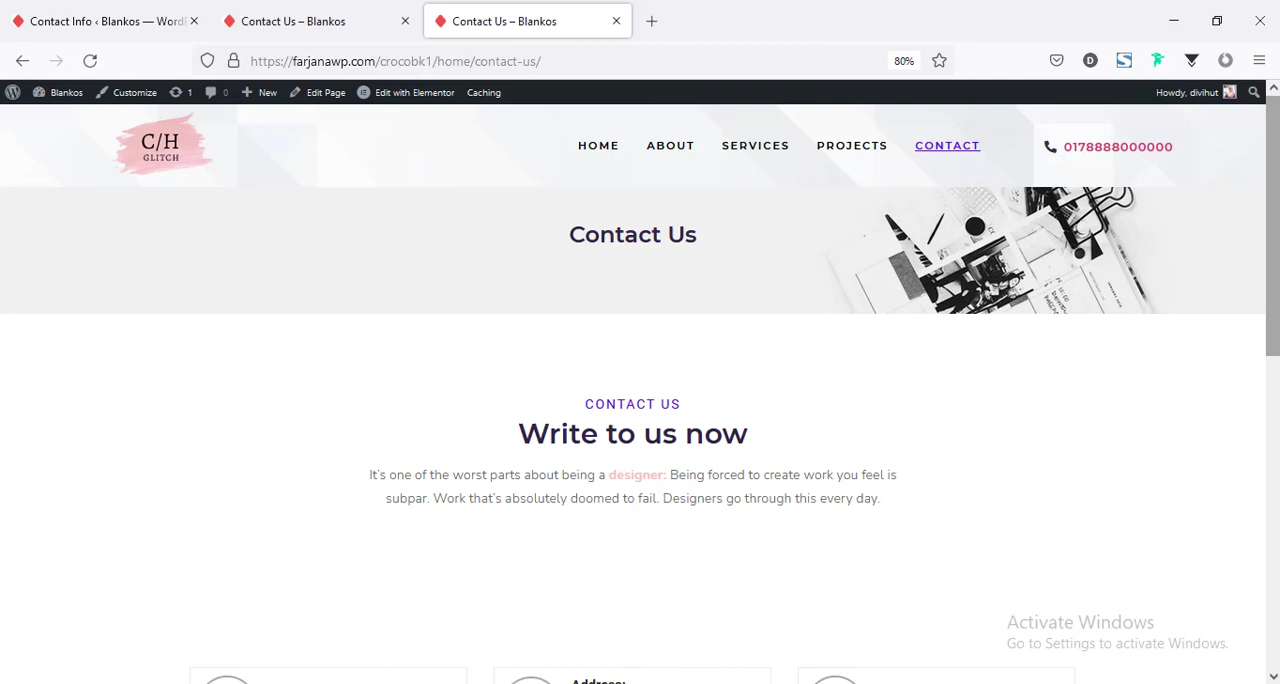 Contact Info ‹ Blankos — Word
Contact Us – Blankos
Contact Us – Blankos
https://farjanawp.com/crocobk1/home/contact-us/
80%
Blankos
Customize
1
0
New
Edit Page
Edit with Elementor
Caching
Howdy, divihut
C/H
GLITCH
HOME
ABOUT
SERVICES
PROJECTS
CONTACT
0178888000000
Contact Us
CONTACT US
Write to us now
It's one of the worst parts about being a designer: Being forced to create work you feel is
subpar. Work that's absolutely doomed to fail. Designers go through this every day.
Activate Windows
Go to Settings to activate Windows.
Address: